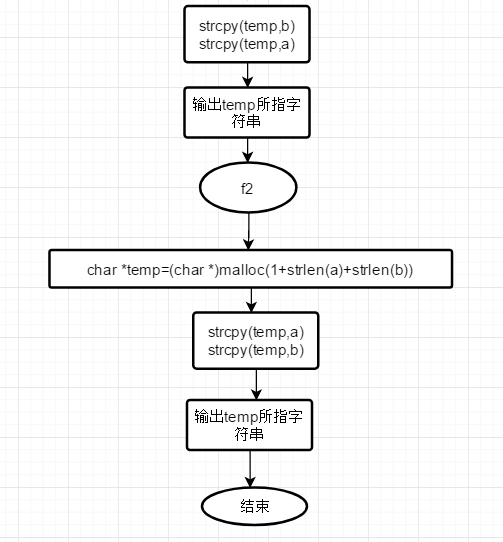 strcpy(temp,b)
strcpy(temp,a)
输出temp所指字
符串
f2
char *temp=(char *)malloc(1+strlen(a)+strlen(b))
strcpy(temp,a)
strcpy(temp,b)
输出temp所指字
符串
结束